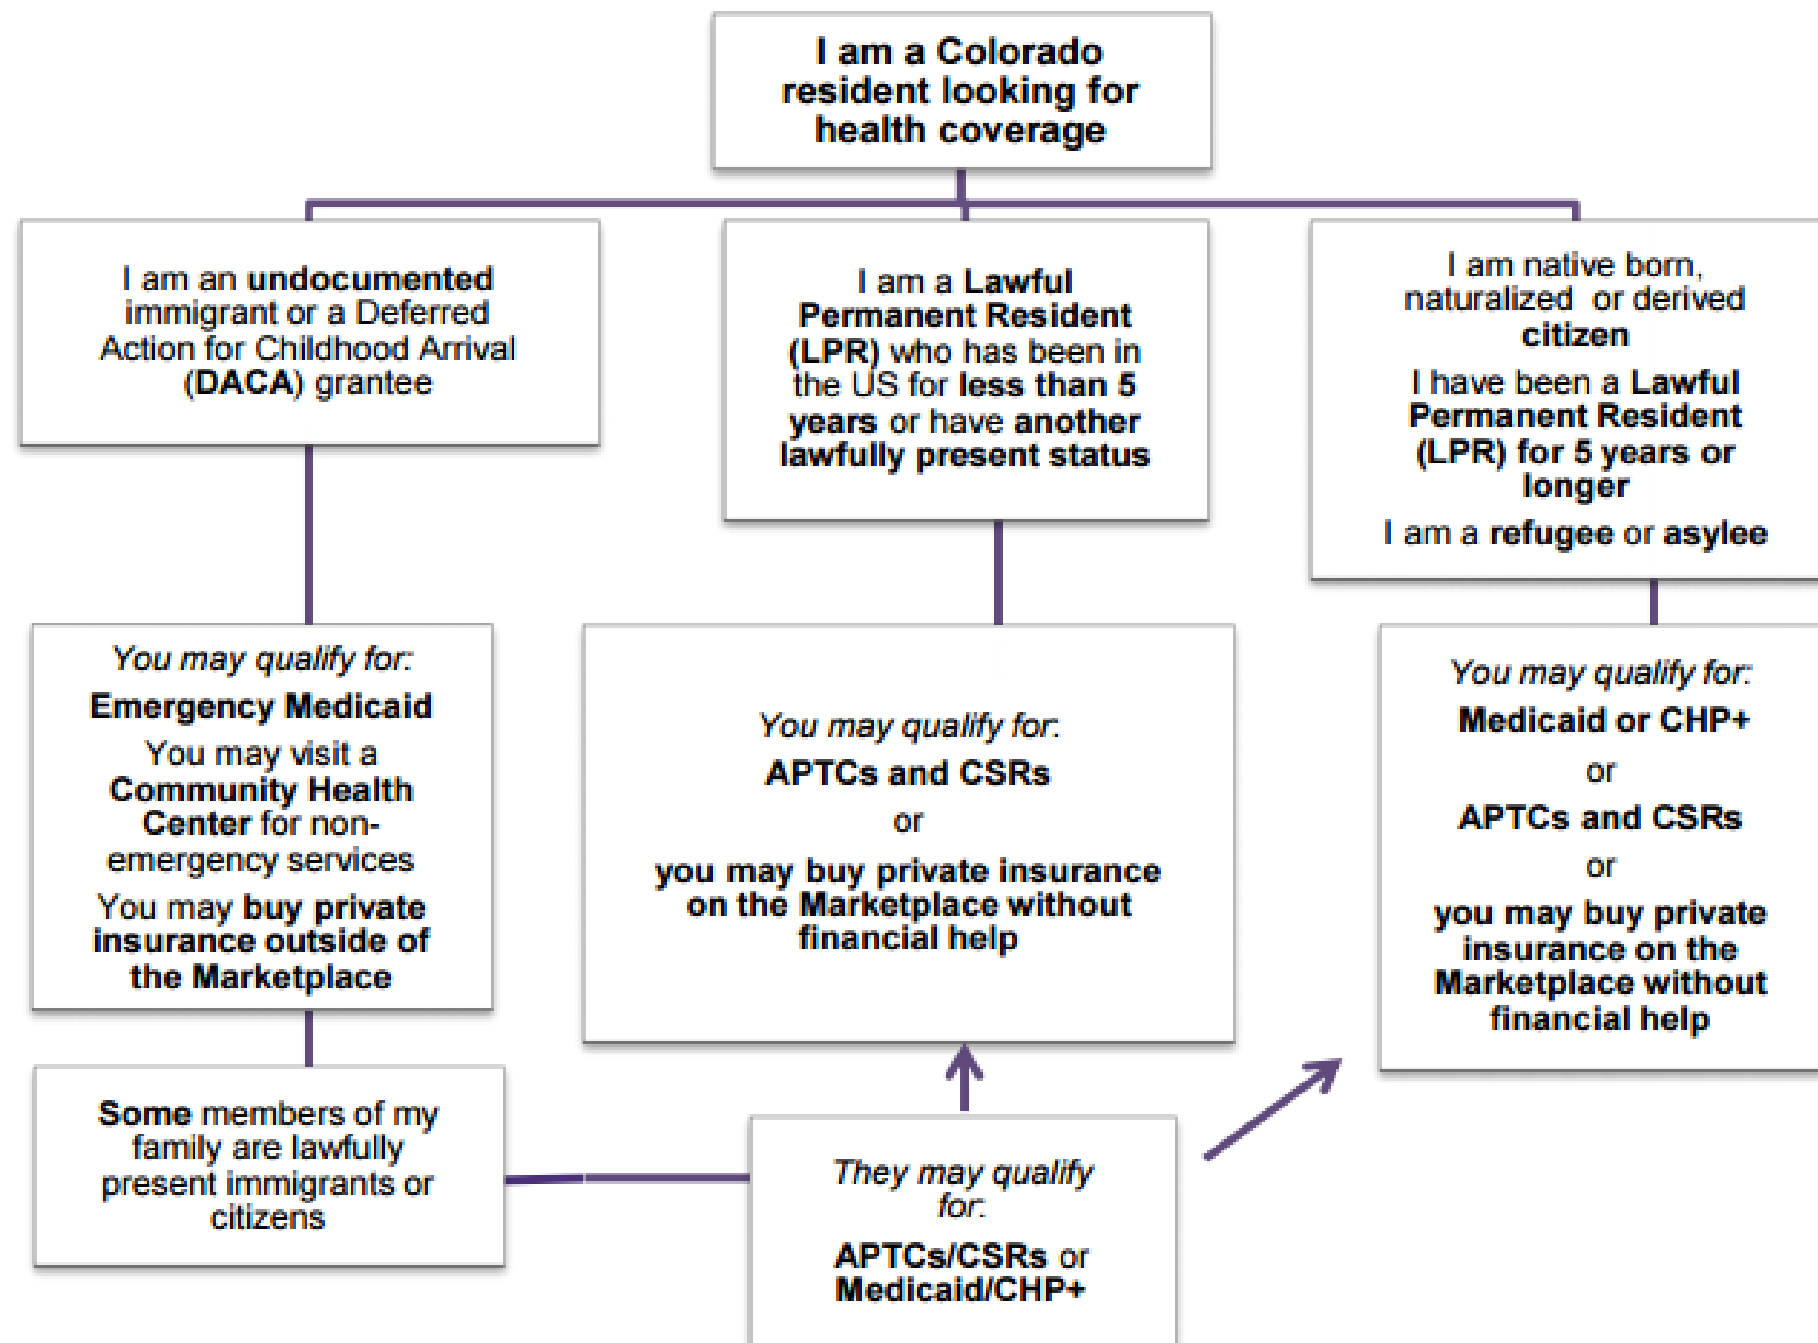 I am a Colorado
resident looking for
health coverage
I am an undocumented
immigrant or a Deferred
Action for Childhood Arrival
(DACA) grantee
I am a Lawful
Permanent Resident
(LPR) who has been in
the US for less than 5
years or have another
lawfully present status
I am native born,
naturalized or derived
citizen
I have been a Lawful
Permanent Resident
(LPR) for 5 years or
longer
I am a refugee or asylee
You may qualify for:
Emergency Medicaid
You may visit a
Community Health
Center for non-
emergency services
You may buy private
insurance outside of
the Marketplace
You may qualify for:
APTCs and CSRs
or
you may buy private insurance
on the Marketplace without
financial help
You may qualify for:
Medicaid or CHP+
or
APTCs and CSRs
or
you may buy private
insurance on the
Marketplace without
financial help
Some members of my
family are lawfully
present immigrants or
citizens
They may qualify
for:
APTCs/CSRs or
Medicaid/CHP+